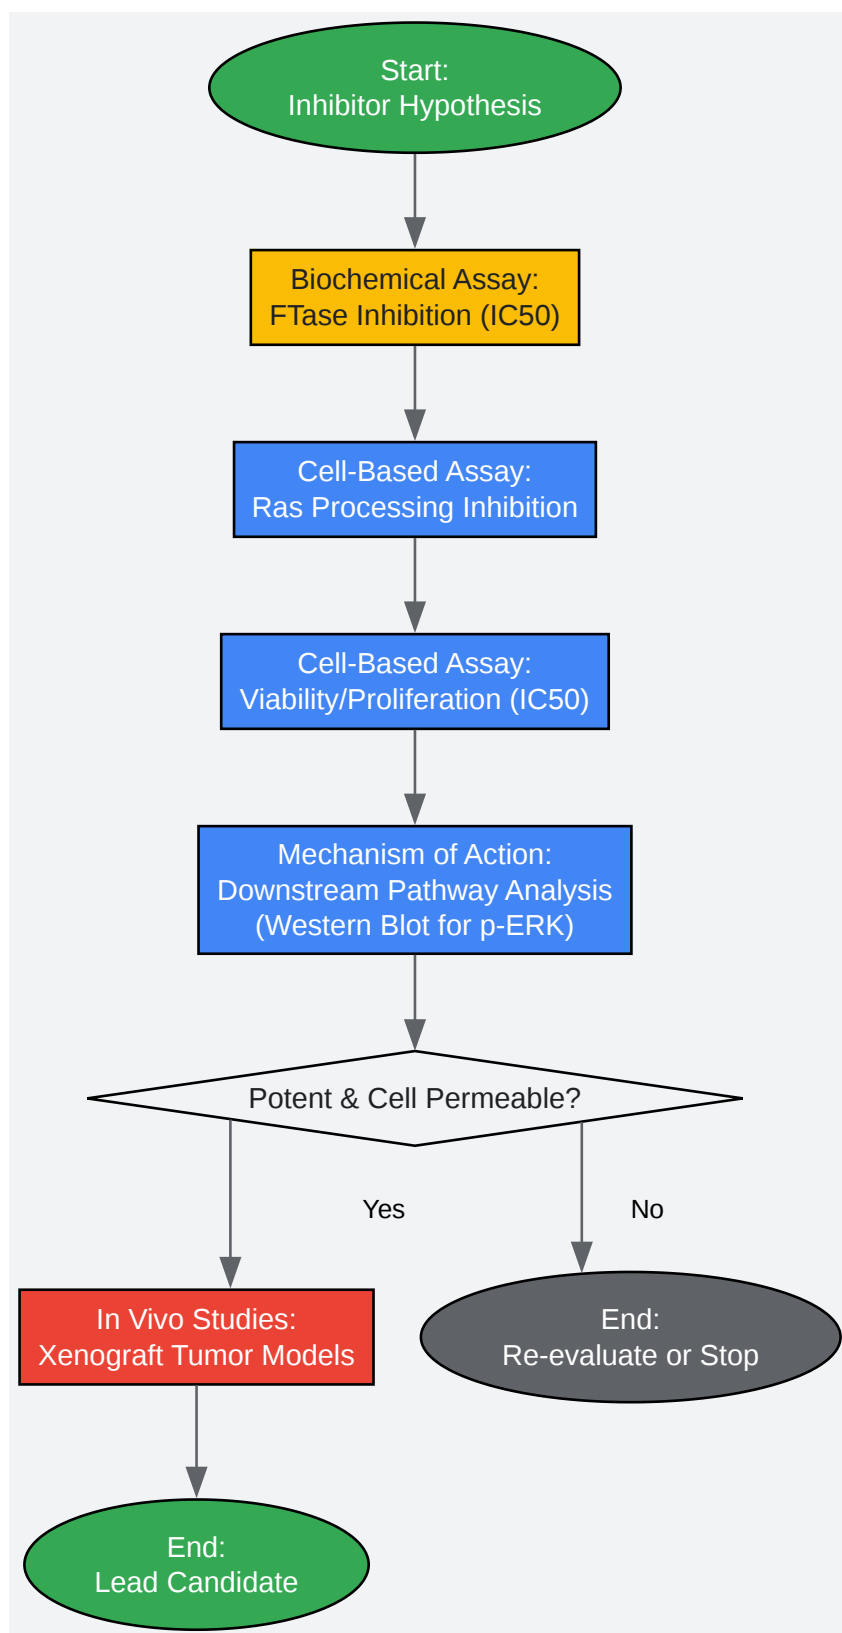 Start:
Inhibitor Hypothesis
Biochemical Assay:
FTase Inhibition (IC50)
Cell-Based Assay:
Ras Processing Inhibition
Cell-Based Assay:
Viability/Proliferation (IC50)
Mechanism of Action:
Downstream Pathway Analysis
(Western Blot for p-ERK)
Potent & Cell Permeable?
Yes
No
In Vivo Studies:
Xenograft Tumor Models
End:
Re-evaluate or Stop
End:
Lead Candidate